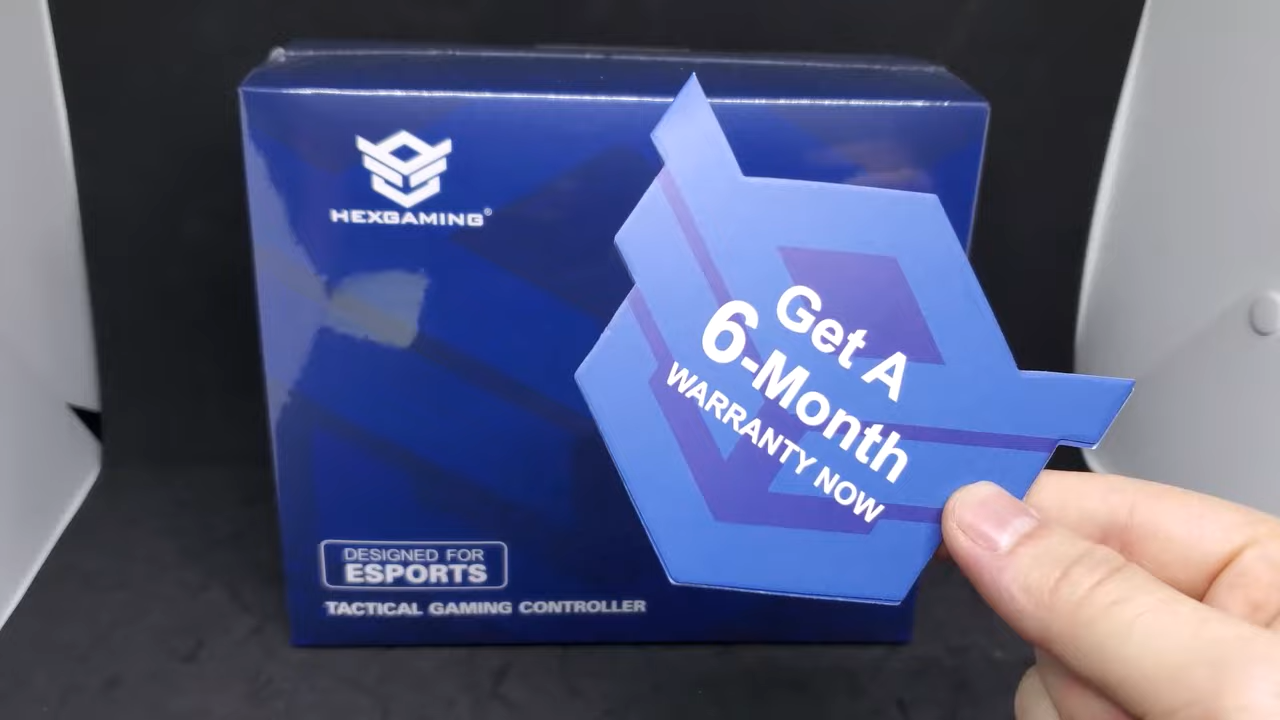 HEXGAMING®
Get A
6-Month
WARRANTY NOW
DESIGNED FOR
ESPORTS
TACTICAL GAMING CONTROLLER